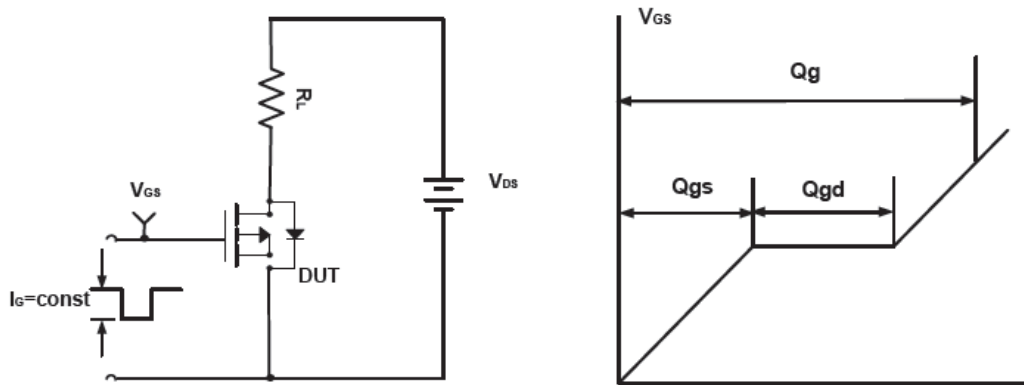 VGS
Qg
RL
VGS
VDS
Qgs
Qgd
DUT
IG=const